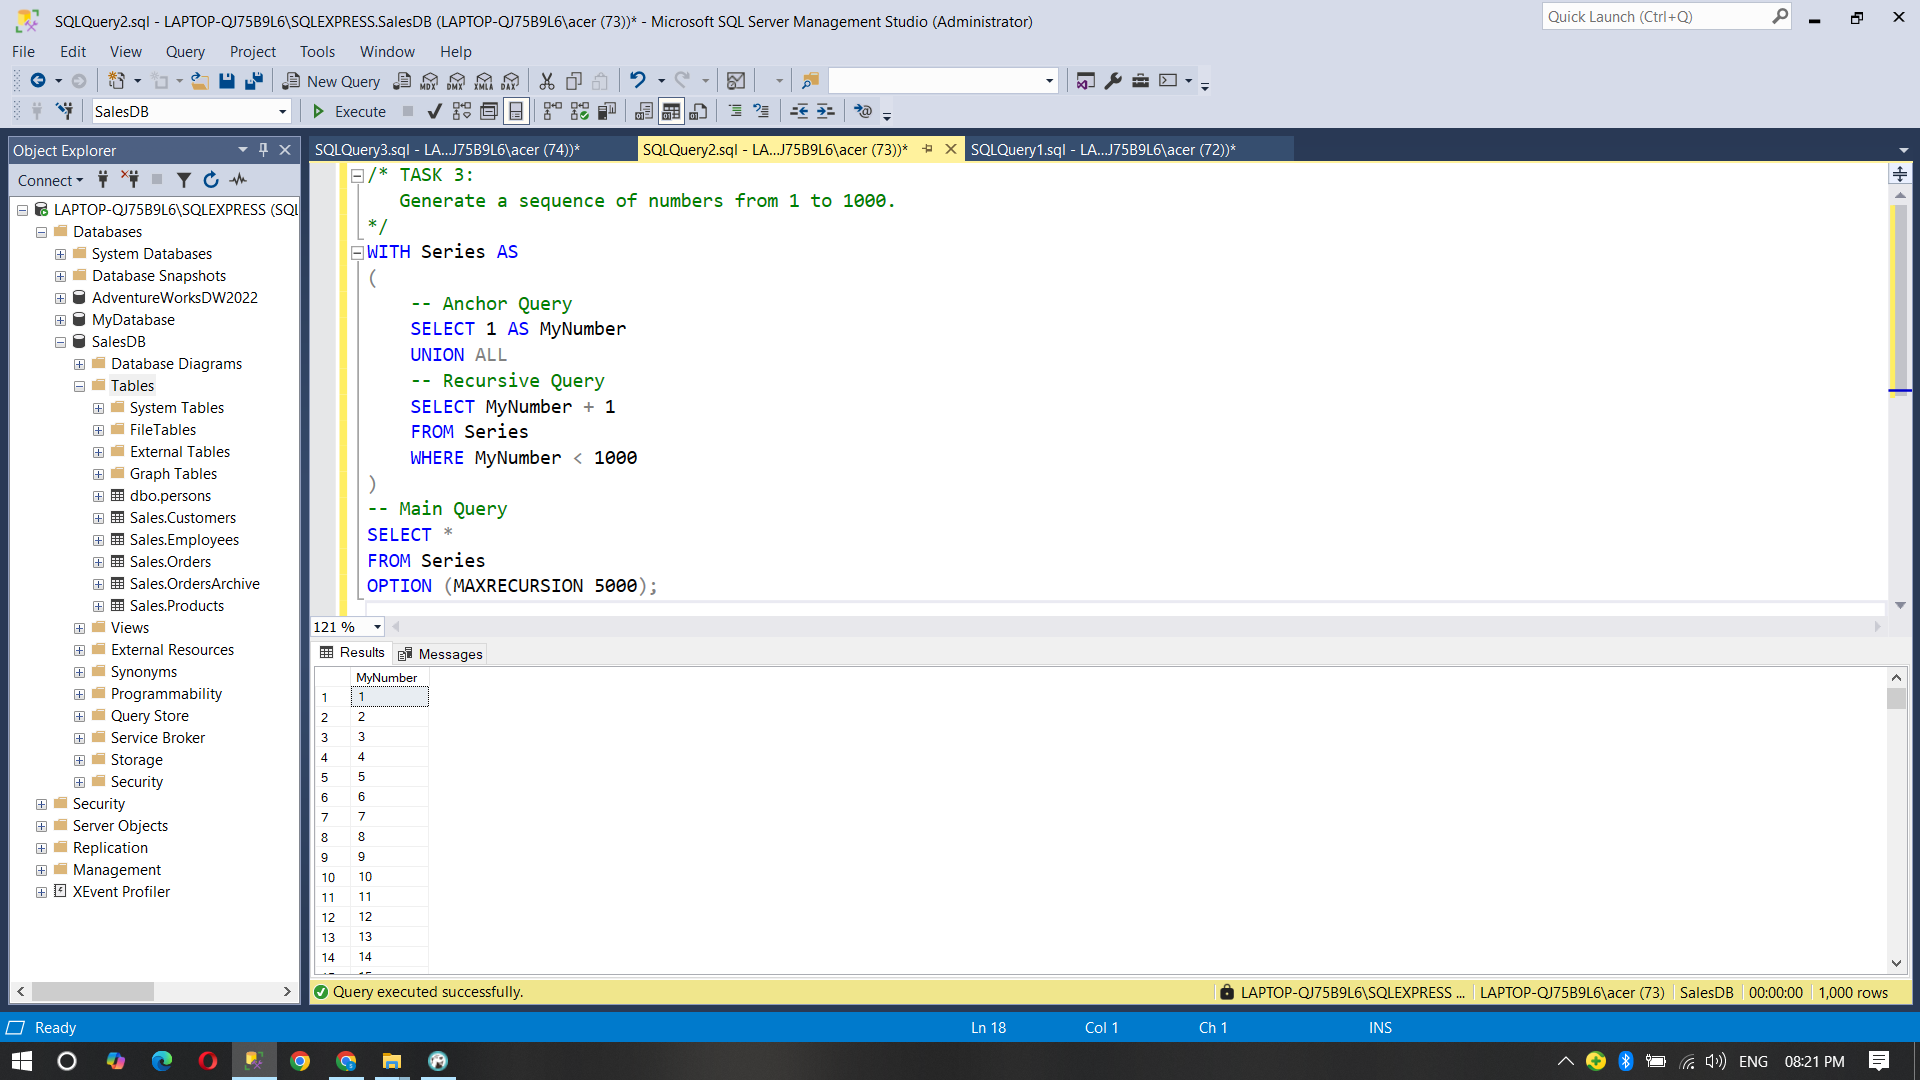 SQLQuery2.sql - LAPTOP-QJ75B9L6\SQLEXPRESS.SalesDB (LAPTOP-QJ75B9L6\acer (73))* - Microsoft SQL Server Management Studio (Administrator)
Quick Launch (Ctrl+Q)
File Edit View Query Project Tools Window Help
New Query MDX DMX XMLA DAX
SalesDB Execute
Object Explorer
Connect
LAPTOP-QJ75B9L6\SQLEXPRESS (SQL
Databases
System Databases
Database Snapshots
AdventureWorksDW2022
MyDatabase
SalesDB
Database Diagrams
Tables
System Tables
FileTables
External Tables
Graph Tables
dbo.persons
Sales.Customers
Sales.Employees
Sales.Orders
Sales.OrdersArchive
Sales.Products
Views
External Resources
Synonyms
Programmability
Query Store
Service Broker
Storage
Security
Security
Server Objects
Replication
Management
XEvent Profiler
SQLQuery3.sql - LA...J75B9L6\acer (74))* SQLQuery2.sql - LA...J75B9L6\acer (73))* SQLQuery1.sql - LA...J75B9L6\acer (72))*
/* TASK 3:
Generate a sequence of numbers from 1 to 1000.
*/
WITH Series AS
(
-- Anchor Query
SELECT 1 AS MyNumber
UNION ALL
-- Recursive Query
SELECT MyNumber + 1
FROM Series
WHERE MyNumber < 1000
)
-- Main Query
SELECT *
FROM Series
OPTION (MAXRECURSION 5000);
121 %
Results Messages
MyNumber
1 1
2 2
3 3
4 4
5 5
6 6
7 7
8 8
9 9
10 10
11 11
12 12
13 13
14 14
Query executed successfully. LAPTOP-QJ75B9L6\SQLEXPRESS ... LAPTOP-QJ75B9L6\acer (73) SalesDB 00:00:00 1,000 rows
Ready Ln 18 Col 1 Ch 1 INS
ENG 08:21 PM